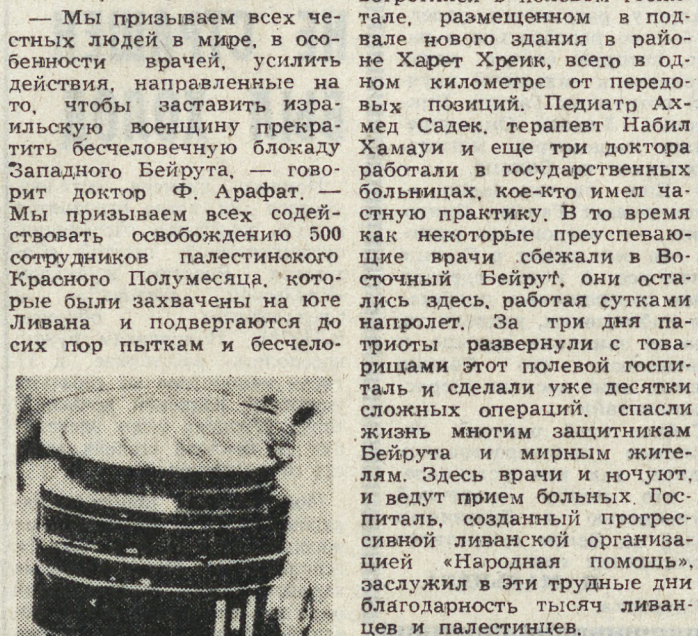 — Мы призываем всех че-
стных людей в мире, в осо-
бенности врачей, усилить
действия, направленные на
то, чтобы заставить изра-
ильскую военщину прекра-
тить бесчеловечную блокаду
Западного Бейрута, — гово-
рит доктор Ф. Арафат. —
Мы призываем всех содей-
ствовать освобождению 500
сотрудников палестинского
Красного Полумесяца, кото-
рые были захвачены на юге
Ливана и подвергаются до
сих пор пыткам и бесчело-
тале, размещенном в под-
вале нового здания в райо-
не Харет Хреик, всего в од-
ном километре от передо-
вых позиций. Педиатр Ах-
мед Садек, терапевт Набил
Хамауи и еще три доктора
работали в государственных
больницах, кое-кто имел ча-
стную практику. В то время
как некоторые преуспеваю-
щие врачи сбежали в Во-
сточный Бейрут, они оста-
лись здесь, работая сутками
напролет. За три дня па-
триоты развернули с това-
рищами этот полевой госпи-
таль и сделали уже десятки
сложных операций, спасли
жизнь многим защитникам
Бейрута и мирным жите-
лям. Здесь врачи и ночуют,
и ведут прием больных. Гос-
питаль, созданный прогрес-
сивной ливанской организа-
цией «Народная помощь»,
заслужил в эти трудные дни
благодарность тысяч ливан-
цев и палестинцев.